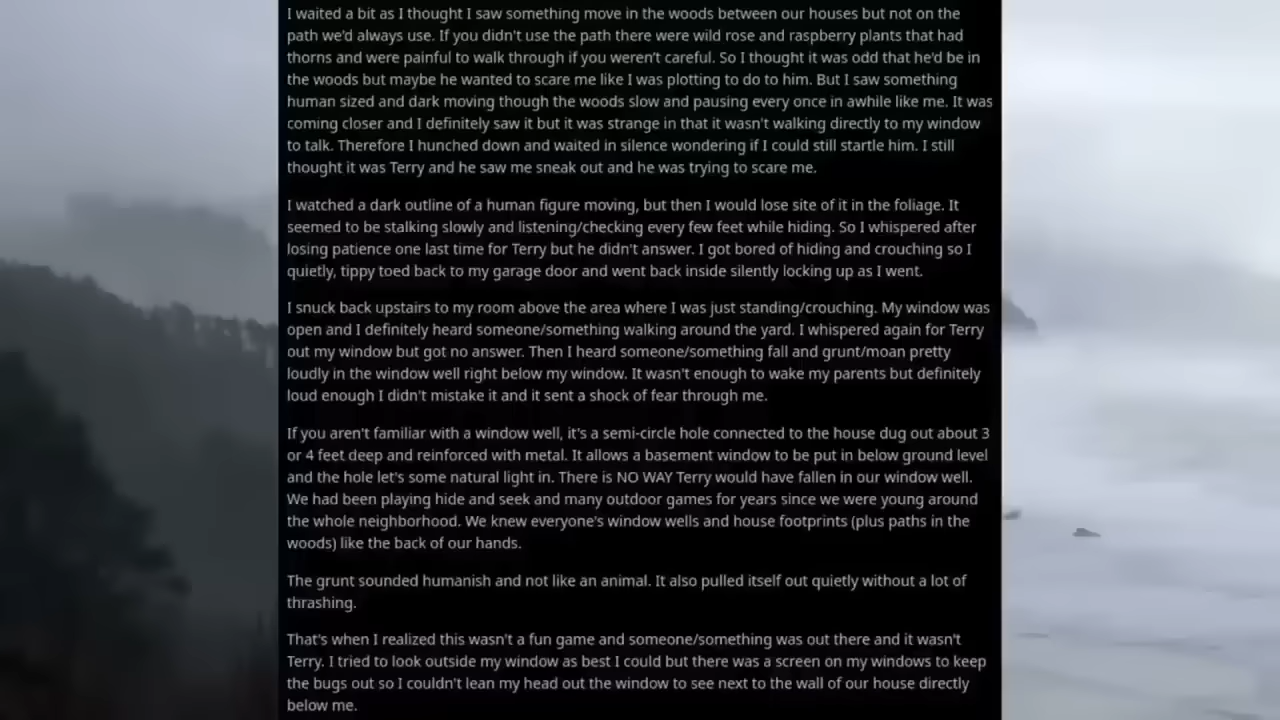 I waited a bit as I thought I saw something move in the woods between our houses but not on the
path we'd always use. If you didn't use the path there were wild rose and raspberry plants that had
thorns and were painful to walk through if you weren't careful. So I thought it was odd that he'd be in
the woods but maybe he wanted to scare me like I was plotting to do to him. But I saw something
human sized and dark moving though the woods slow and pausing every once in awhile like me. It was
coming closer and I definitely saw it but it was strange in that it wasn't walking directly to my window
to talk. Therefore I hunched down and waited in silence wondering if I could still startle him. I still
thought it was Terry and he saw me sneak out and he was trying to scare me.
I watched a dark outline of a human figure moving, but then I would lose site of it in the foliage. It
seemed to be stalking slowly and listening/checking every few feet while hiding. So I whispered after
losing patience one last time for Terry but he didn't answer. I got bored of hiding and crouching so I
quietly, tippy toed back to my garage door and went back inside silently locking up as I went.
I snuck back upstairs to my room above the area where I was just standing/crouching. My window was
open and I definitely heard someone/something walking around the yard. I whispered again for Terry
out my window but got no answer. Then I heard someone/something fall and grunt/moan pretty
loudly in the window well right below my window. It wasn't enough to wake my parents but definitely
loud enough I didn't mistake it and it sent a shock of fear through me.
If you aren't familiar with a window well, it's a semi-circle hole connected to the house dug out about 3
or 4 feet deep and reinforced with metal. It allows a basement window to be put in below ground level
and the hole let's some natural light in. There is NO WAY Terry would have fallen in our window well.
We had been playing hide and seek and many outdoor games for years since we were young around
the whole neighborhood. We knew everyone's window wells and house footprints (plus paths in the
woods) like the back of our hands.
The grunt sounded humanish and not like an animal. It also pulled itself out quietly without a lot of
thrashing.
That's when I realized this wasn't a fun game and someone/something was out there and it wasn't
Terry. I tried to look outside my window as best I could but there was a screen on my windows to keep
the bugs out so I couldn't lean my head out the window to see next to the wall of our house directly
below me.